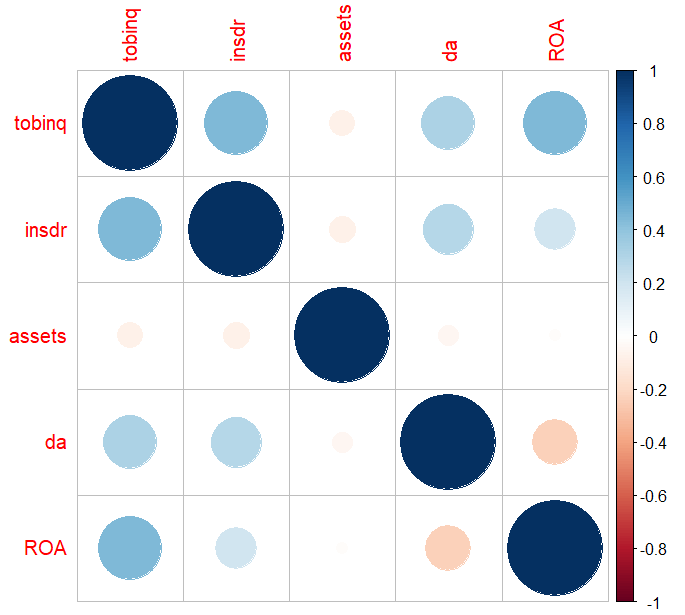 tobinq insdr assets da ROA
tobinq
insdr
assets
da
ROA
1
0.8
0.6
0.4
0.2
0
-0.2
-0.4
-0.6
-0.8
-1